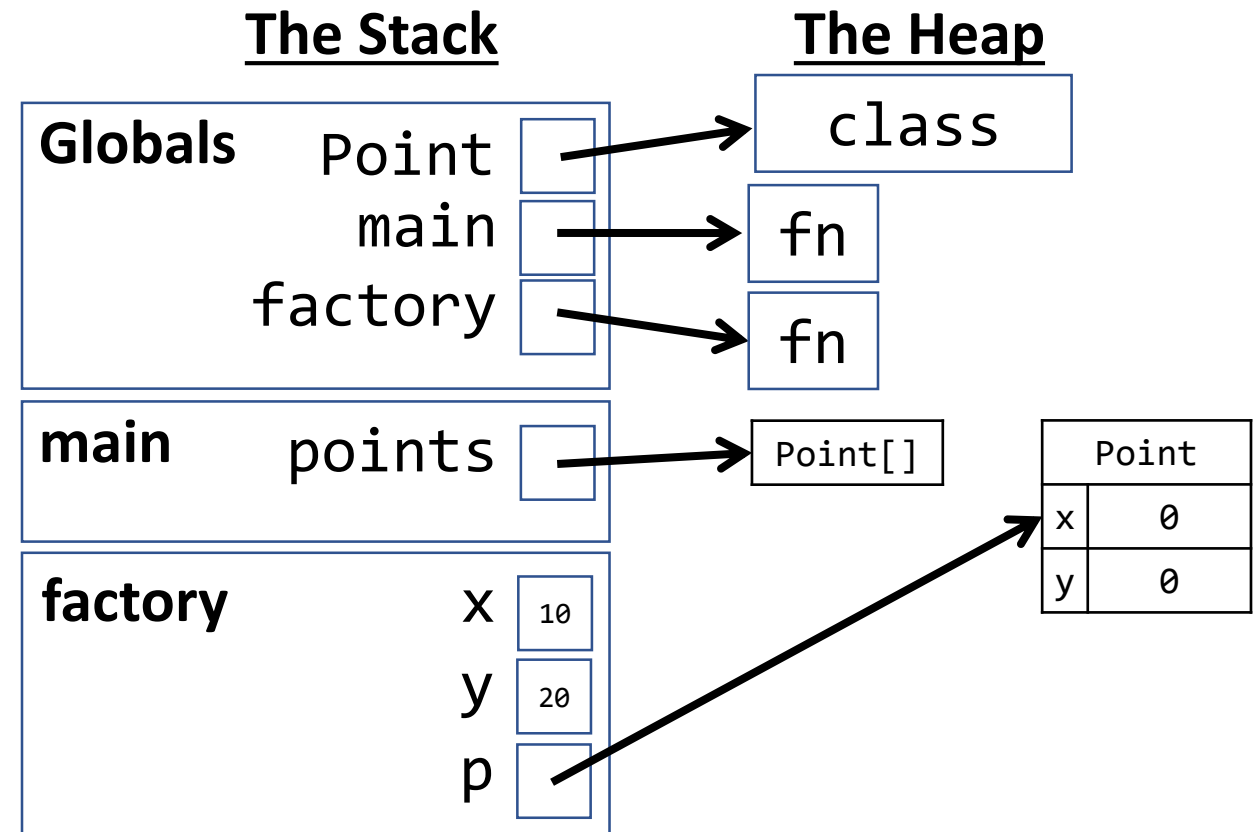 The Stack
The Heap
Globals
Point
class
main
fn
factory
fn
main
points
Point[]
Point
x 0
y 0
factory
x 10
y 20
p